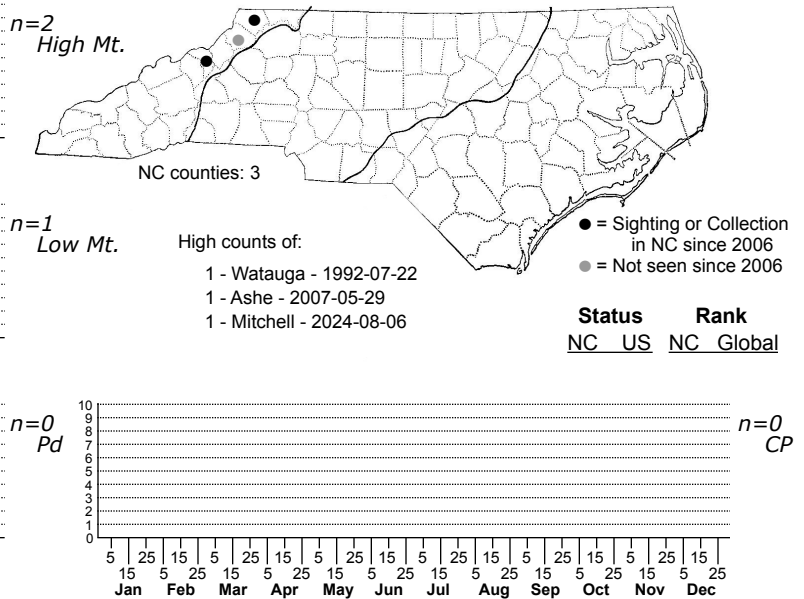 n=2
High Mt.
NC counties: 3
n=1
Low Mt.
High counts of:
1 - Watauga - 1992-07-22
1 - Ashe - 2007-05-29
1 - Mitchell - 2024-08-06
● = Sighting or Collection
in NC since 2006
● = Not seen since 2006
Status Rank
NC US NC Global
n=0
Pd
n=0
CP
10
9
8
7
6
5
4
3
2
1
0
5 25 15 5 25 15 5 25 15 5 25 15 5 25 15 5 25 15
15 5 25 15 5 25 15 5 25 15 5 25 15 5 25 15 5 25
Jan Feb Mar Apr May Jun Jul Aug Sep Oct Nov Dec